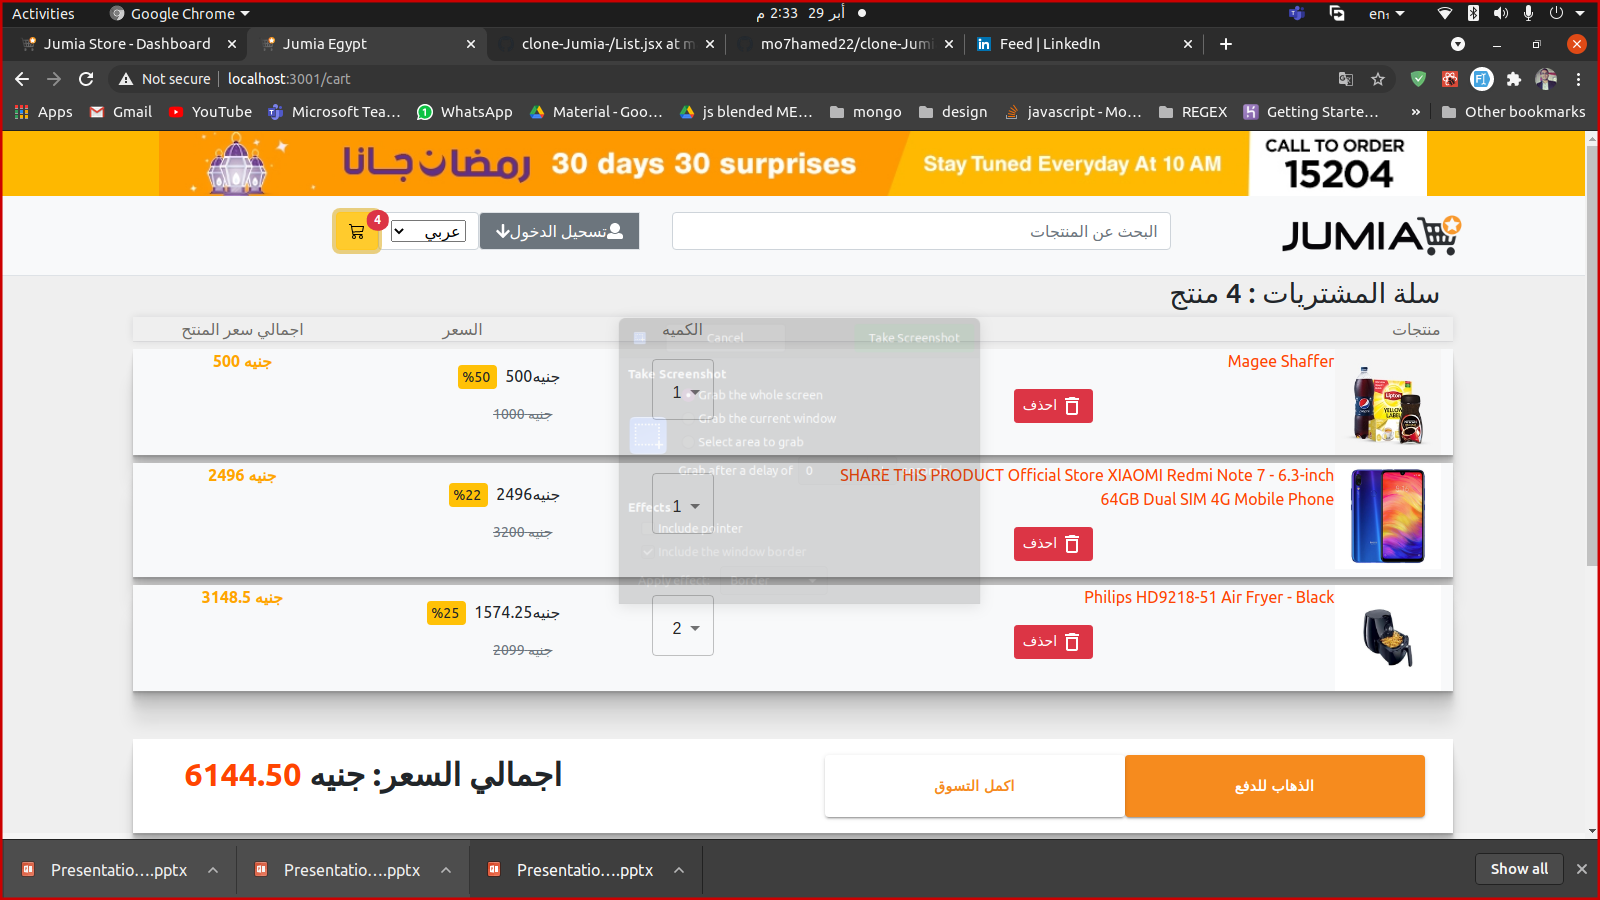 Activities
Google Chrome
أبر 29 2:33 م
en₁
Jumia Store - Dashboard
Jumia Egypt
clone-Jumia-/List.jsx at m
mo7hamed22/clone-Jumi
Feed | LinkedIn
Not secure
localhost:3001/cart
Apps
Gmail
YouTube
Microsoft Tea…
WhatsApp
Material - Goo…
js blended ME…
mongo
design
javascript - Mo…
REGEX
Getting Starte…
»
Other bookmarks
رمضان جانا
30 days 30 surprises
Stay Tuned Everyday At 10 AM
CALL TO ORDER
15204
JUMIA
البحث عن المنتجات
تسحيل الدخول
عربي
4
سلة المشتريات : 4 منتج
منتجات
الكميه
السعر
اجمالي سعر المنتج
Magee Shaffer
احذف
1
جنيه500
%50
جنيه 1000
جنيه 500
SHARE THIS PRODUCT Official Store XIAOMI Redmi Note 7 - 6.3-inch
64GB Dual SIM 4G Mobile Phone
احذف
1
جنيه2496
%22
جنيه 3200
جنيه 2496
Philips HD9218-51 Air Fryer - Black
احذف
2
جنيه1574.25
%25
جنيه 2099
جنيه 3148.5
Cancel
Take Screenshot
Take Screenshot
Grab the whole screen
Grab the current window
Select area to grab
Grab after a delay of 0
Effects
Include pointer
Include the window border
Apply effect:
Border
الذهاب للدفع
اكمل التسوق
اجمالي السعر: جنيه 6144.50
Presentatio….pptx
Presentatio….pptx
Presentatio….pptx
Show all